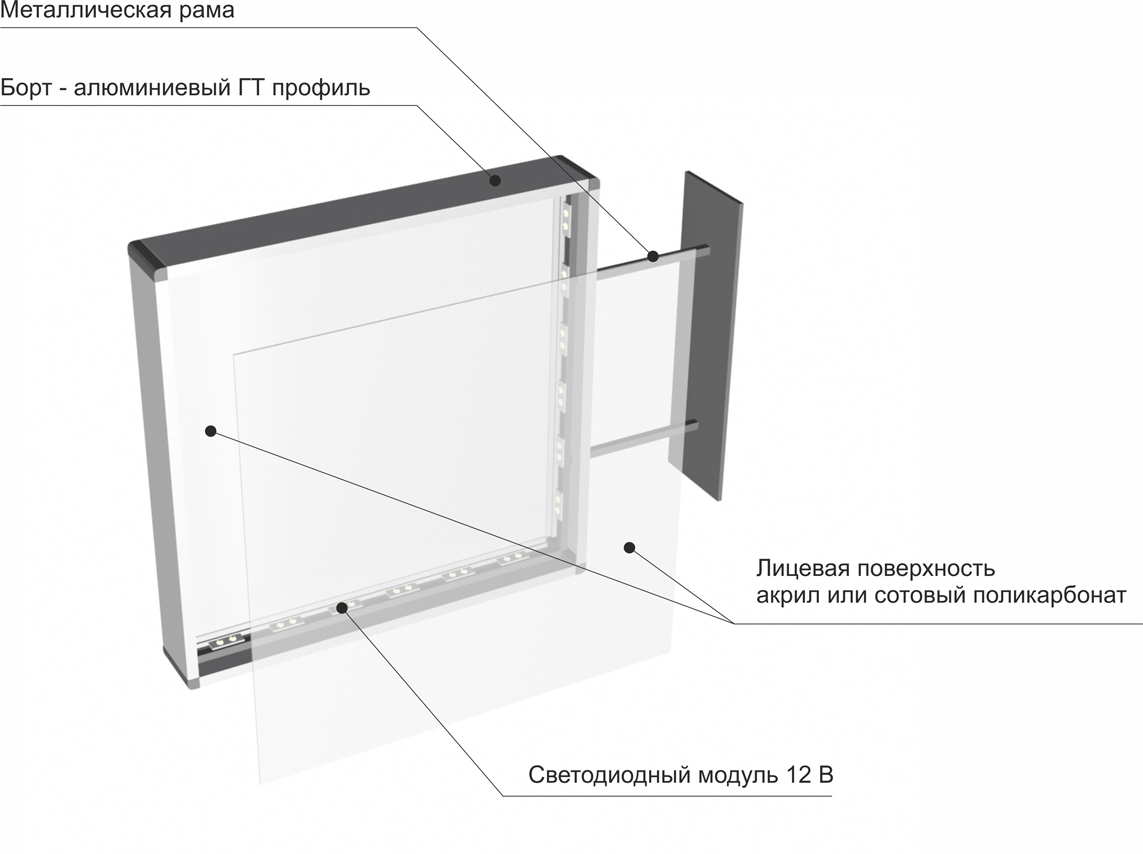 Металлическая рама
Борт - алюминиевый ГТ профиль
Лицевая поверхность
акрил или сотовый поликарбонат
Светодиодный модуль 12 В